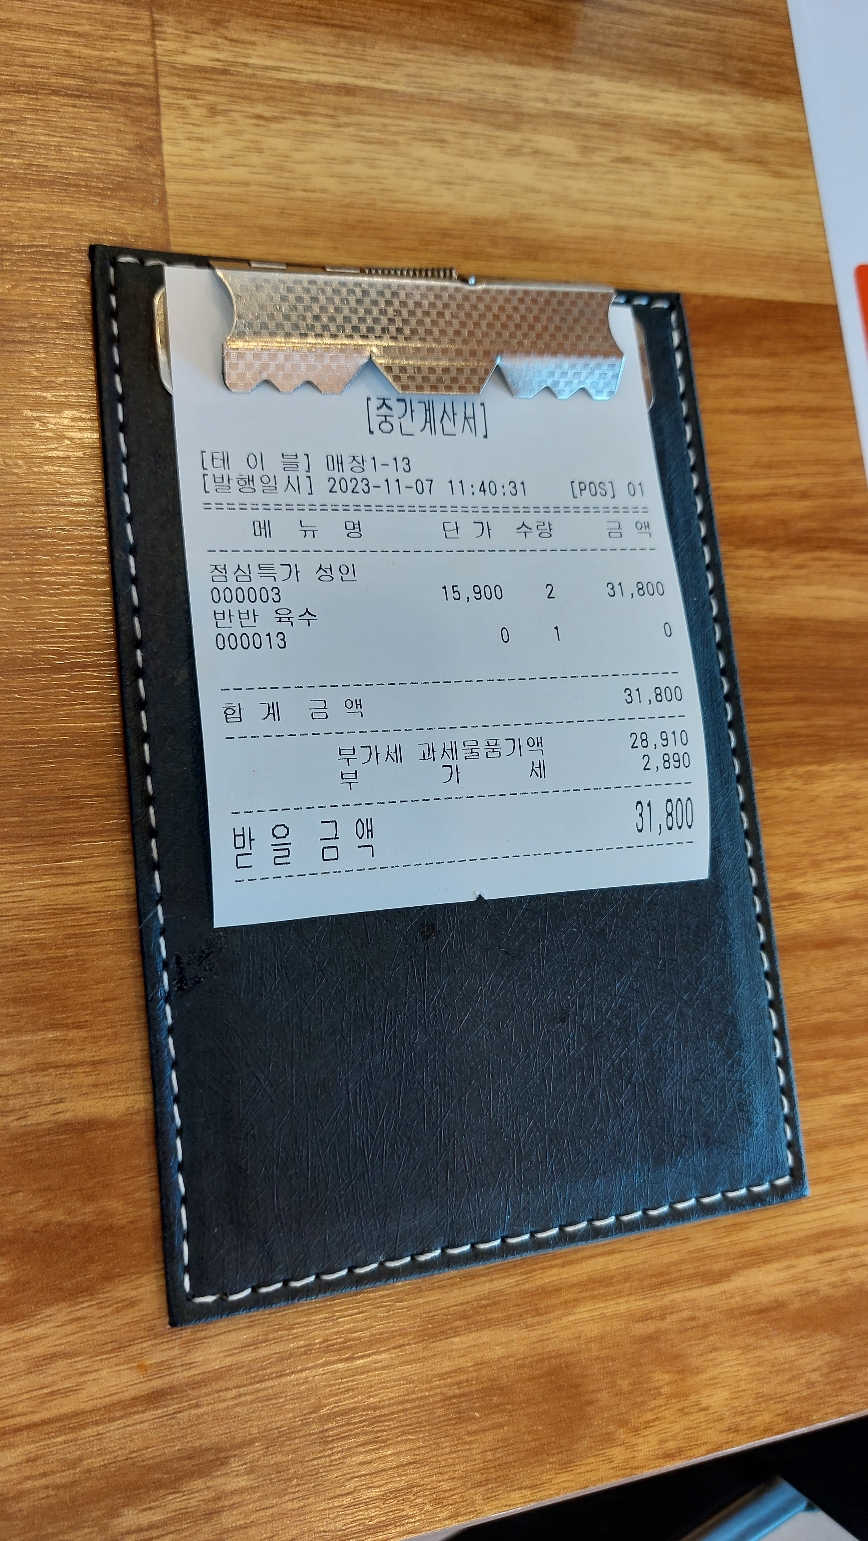 [중간계산서]
[테 이 블] 매장1-13
[발행일시] 2023-11-07 11:40:31 [POS] 01
메 뉴 명 단 가 수량 금 액
점심특가 성인
000003 15,900 2 31,800
반반 육수
000013 0 1 0
합 계 금 액 31,800
부가세 과세물품가액 28,910
부 가 세 2,890
받 을 금 액 31,800